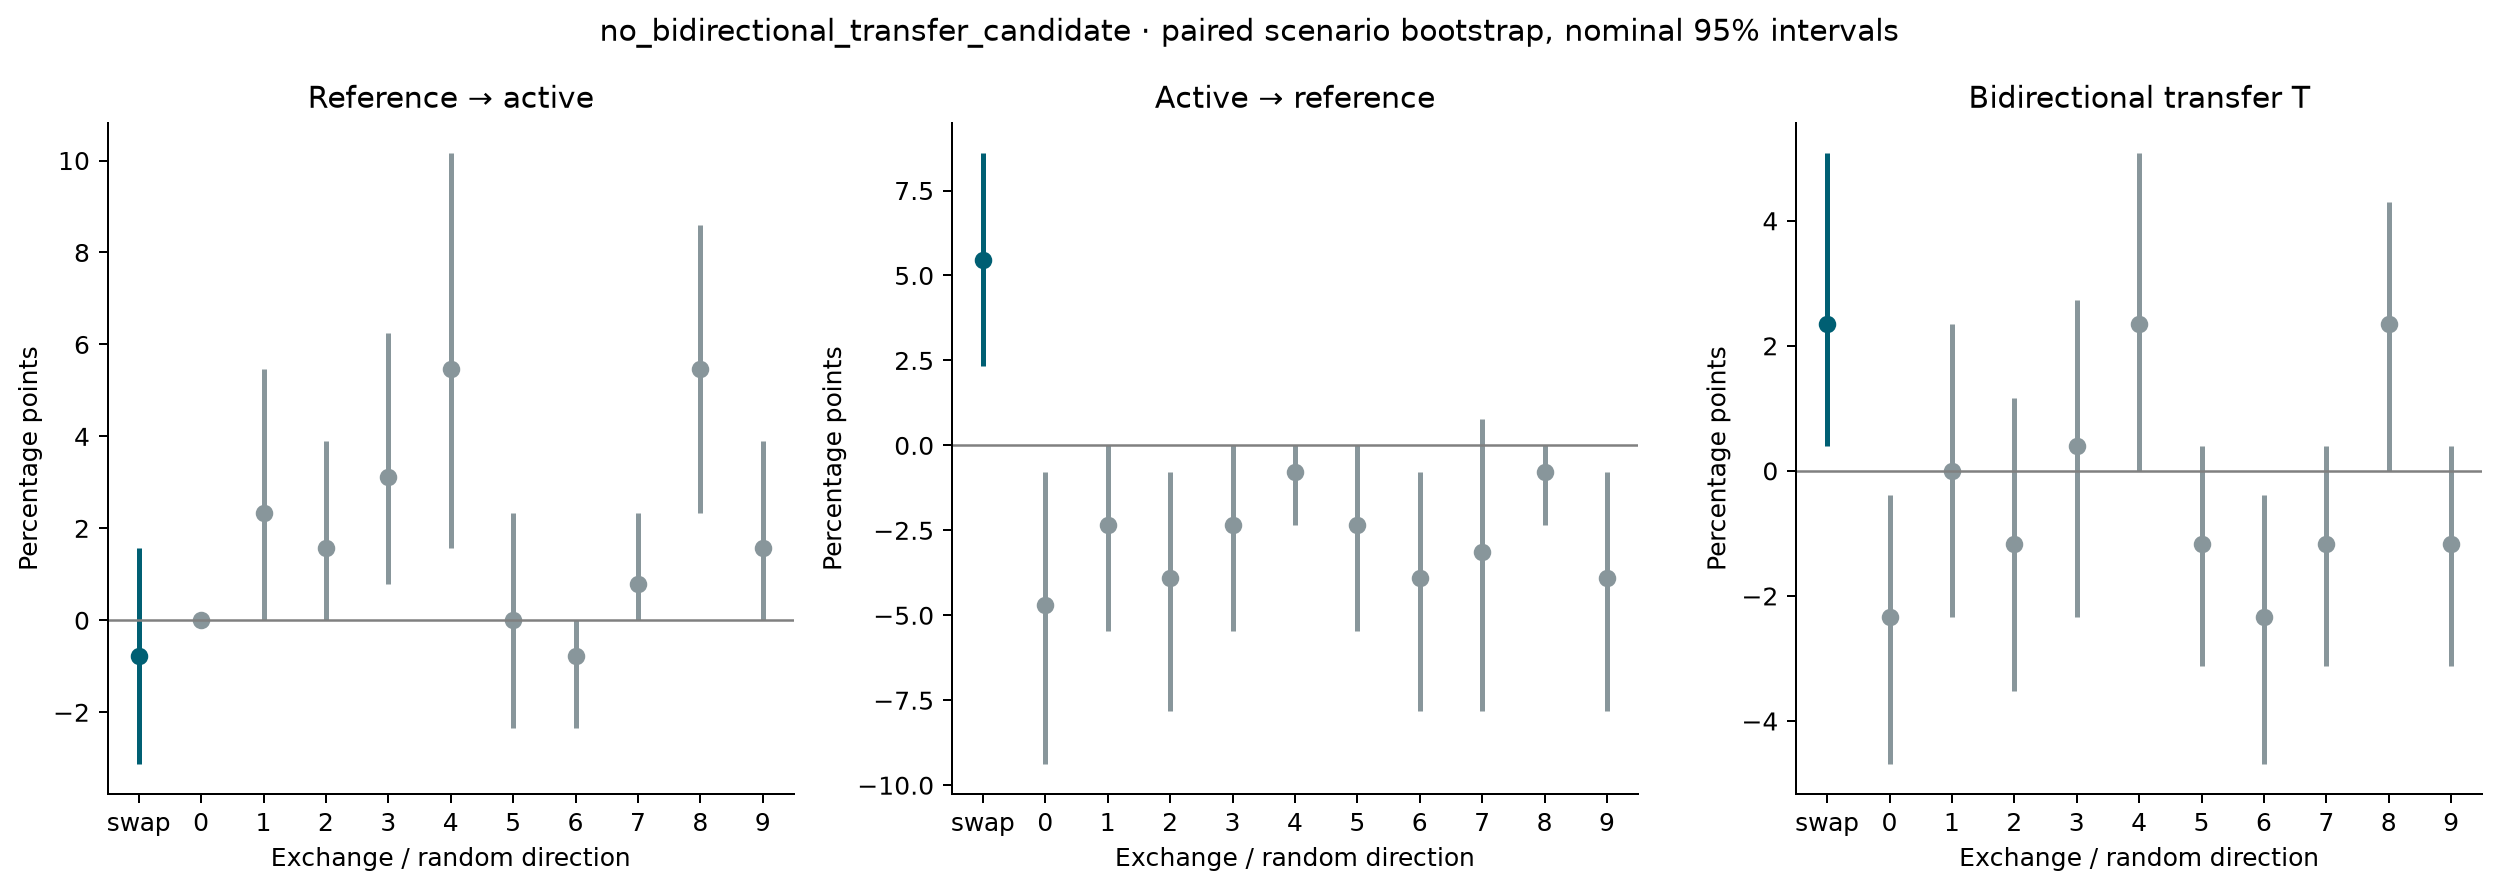 no_bidirectional_transfer_candidate · paired scenario bootstrap, nominal 95% intervals
Reference → active
Percentage points
10
8
6
4
2
0
−2
swap 0 1 2 3 4 5 6 7 8 9
Exchange / random direction
Active → reference
Percentage points
7.5
5.0
2.5
0.0
−2.5
−5.0
−7.5
−10.0
swap 0 1 2 3 4 5 6 7 8 9
Exchange / random direction
Bidirectional transfer T
Percentage points
4
2
0
−2
−4
swap 0 1 2 3 4 5 6 7 8 9
Exchange / random direction